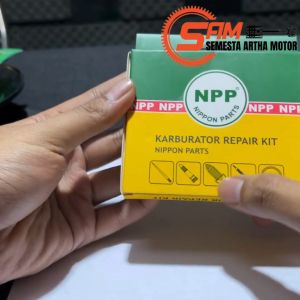 SAM
SEMESTA ARTHA MOTOR
NPP
NIPPON PARTS
NPP NPP NPP NPP
KARBURATOR REPAIR KIT
NIPPON PARTS